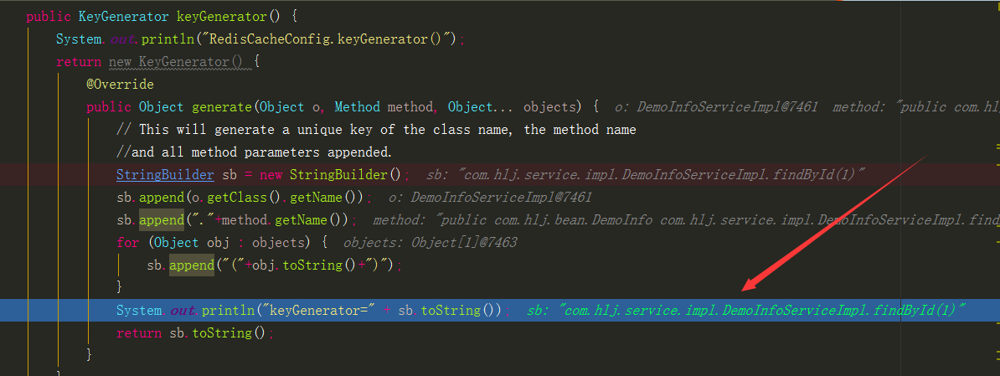 public KeyGenerator keyGenerator() {
System.out.println("RedisCacheConfig.keyGenerator()");
return new KeyGenerator() {
@Override
public Object generate(Object o, Method method, Object... objects) { o: DemoInfoServiceImpl@7461 method: "public com.hlj
// This will generate a unique key of the class name, the method name
//and all method parameters appended.
StringBuilder sb = new StringBuilder(); sb: "com.hlj.service.impl.DemoInfoServiceImpl.findById(1)"
sb.append(o.getClass().getName()); o: DemoInfoServiceImpl@7461
sb.append("."+method.getName()); method: "public com.hlj.bean.DemoInfo com.hlj.service.impl.DemoInfoServiceImpl.find
for (Object obj : objects) { objects: Object[1]@7463
sb.append("("+obj.toString()+")");
}
System.out.println("keyGenerator=" + sb.toString()); sb: "com.hlj.service.impl.DemoInfoServiceImpl.findById(1)"
return sb.toString();
}